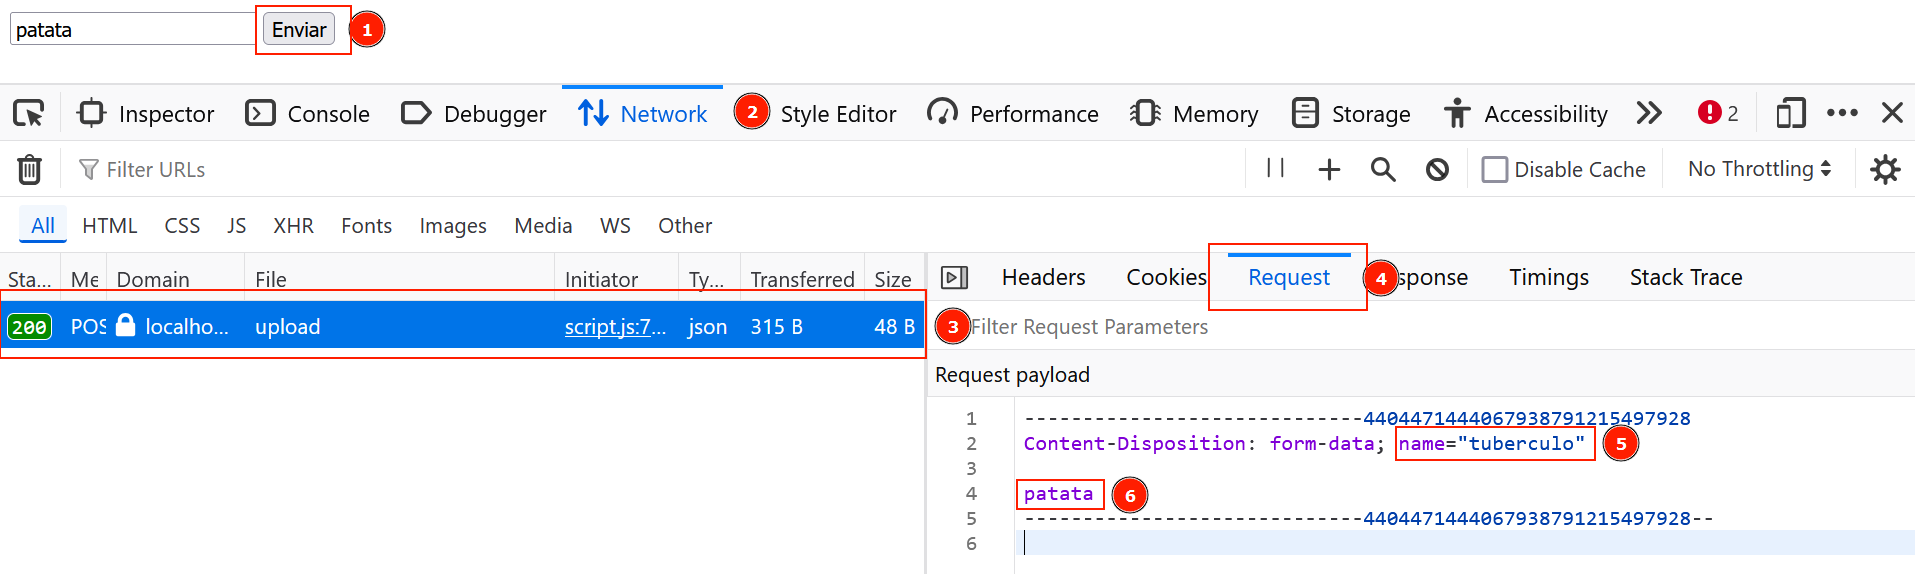 patata Enviar 1
Inspector Console Debugger Network 2 Style Editor Performance Memory Storage Accessibility 2
Filter URLs Disable Cache No Throttling
All HTML CSS JS XHR Fonts Images Media WS Other
Sta... Me Domain File Initiator Ty... Transferred Size
200 POS localho... upload script.js:7... json 315 B 48 B 3
Headers Cookies Request 4 sponse Timings Stack Trace
Filter Request Parameters
Request payload
1 -----------------------------44044714440679387912154​97928
2 Content-Disposition: form-data; name="tuberculo" 5
3
4 patata 6
5 -----------------------------44044714440679387912154​97928--
6